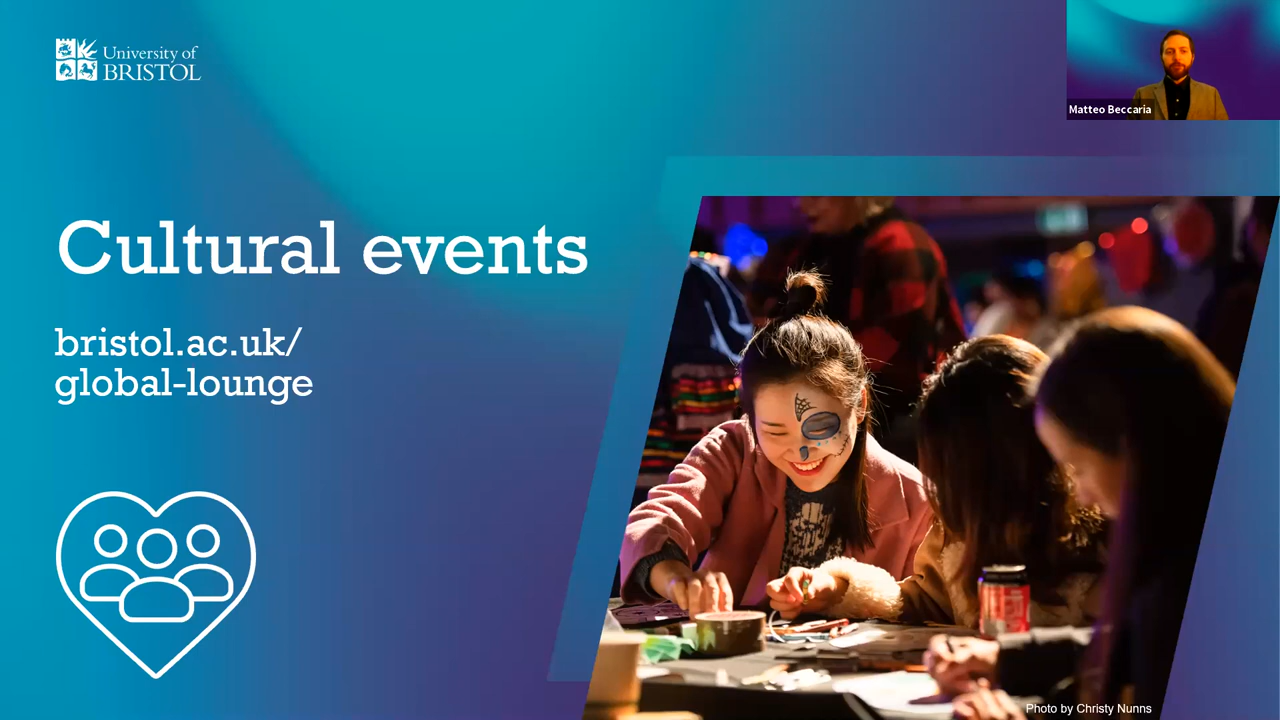 University of
BRISTOL
Matteo Beccaria
Cultural events
bristol.ac.uk/
global-lounge
Photo by Christy Nunns